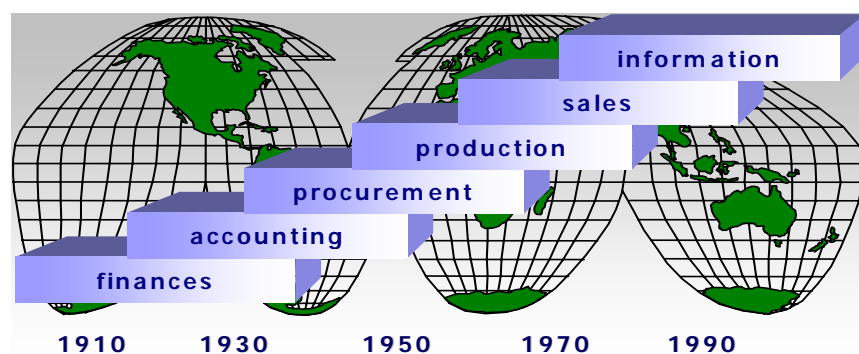 information
sales
production
procurement
accounting
finances
1910 1930 1950 1970 1990